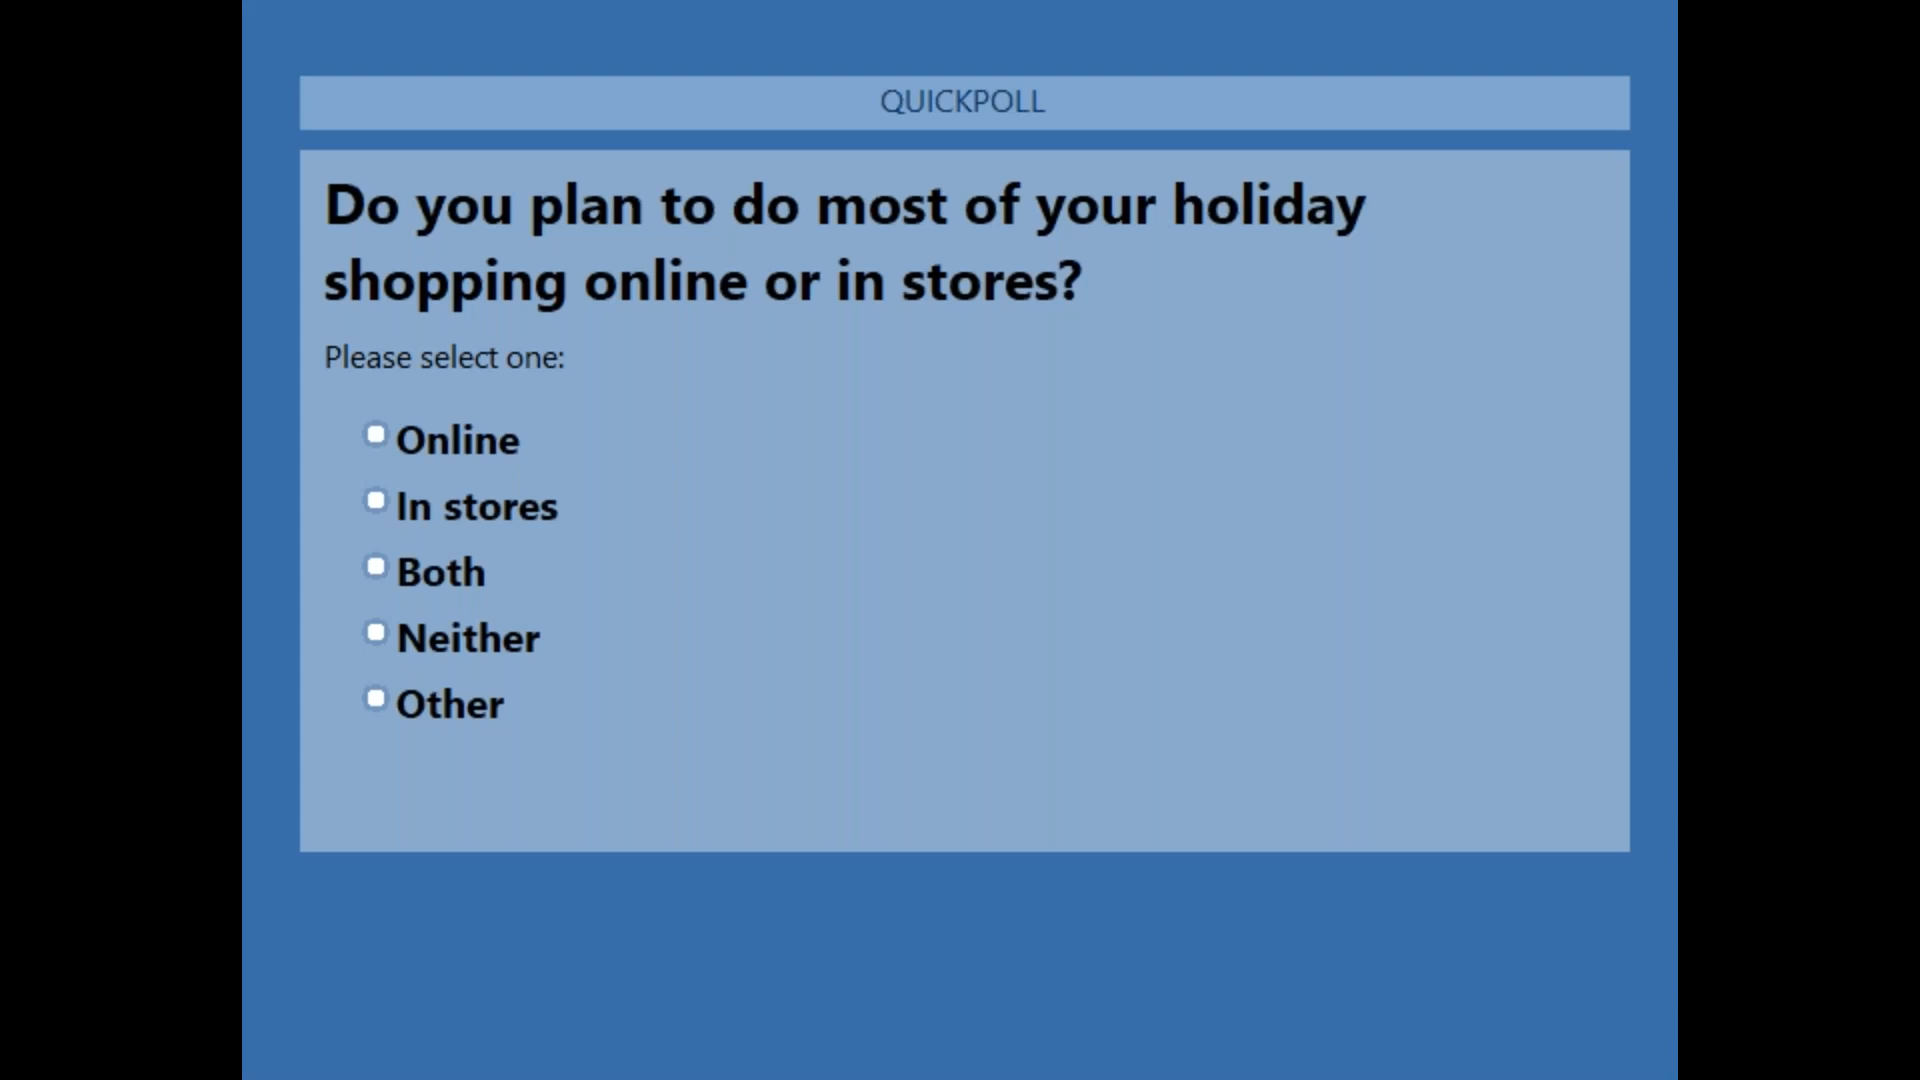 QUICKPOLL
Do you plan to do most of your holiday
shopping online or in stores?
Please select one:
Online
In stores
Both
Neither
Other